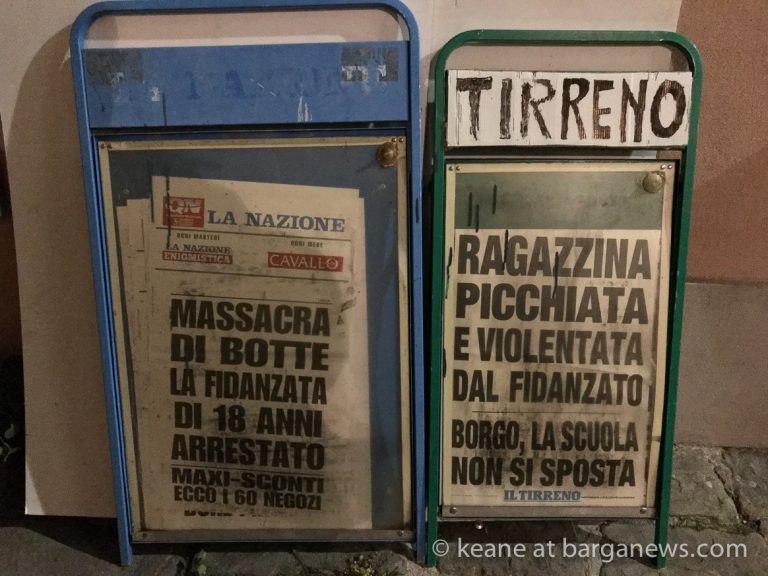 QN LA NAZIONE
OGNI MARTEDÌ
OGNI MESE
LA NAZIONE
ENIGMISTICA
CAVALLO
MASSACRA
DI BOTTE
LA FIDANZATA
DI 18 ANNI
ARRESTATO
MAXI-SCONTI
ECCO I 60 NEGOZI
TIRRENO
RAGAZZINA
PICCHIATA
E VIOLENTATA
DAL FIDANZATO
BORGO, LA SCUOLA
NON SI SPOSTA
IL TIRRENO
© keane at barganews.com